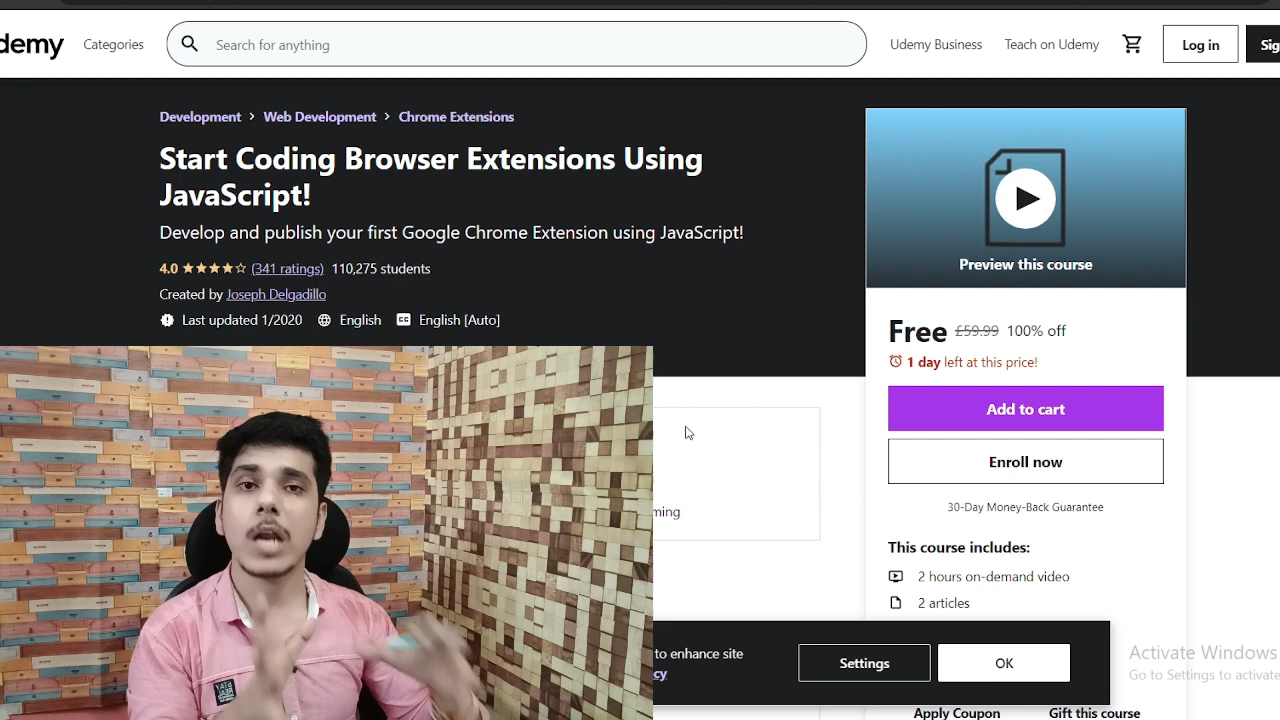 demy
Categories
Search for anything
Udemy Business
Teach on Udemy
Log in
Sig
Development > Web Development > Chrome Extensions
Start Coding Browser Extensions Using
JavaScript!
Develop and publish your first Google Chrome Extension using JavaScript!
4.0 (341 ratings) 110,275 students
Created by Joseph Delgadillo
Last updated 1/2020 English CC English [Auto]
Preview this course
Free £59.99 100% off
1 day left at this price!
Add to cart
Enroll now
30-Day Money-Back Guarantee
This course includes:
2 hours on-demand video
2 articles
ming
to enhance site
cy
Settings
OK
Activate Windows
Go to Settings to activate
Apply Coupon
Gift this course